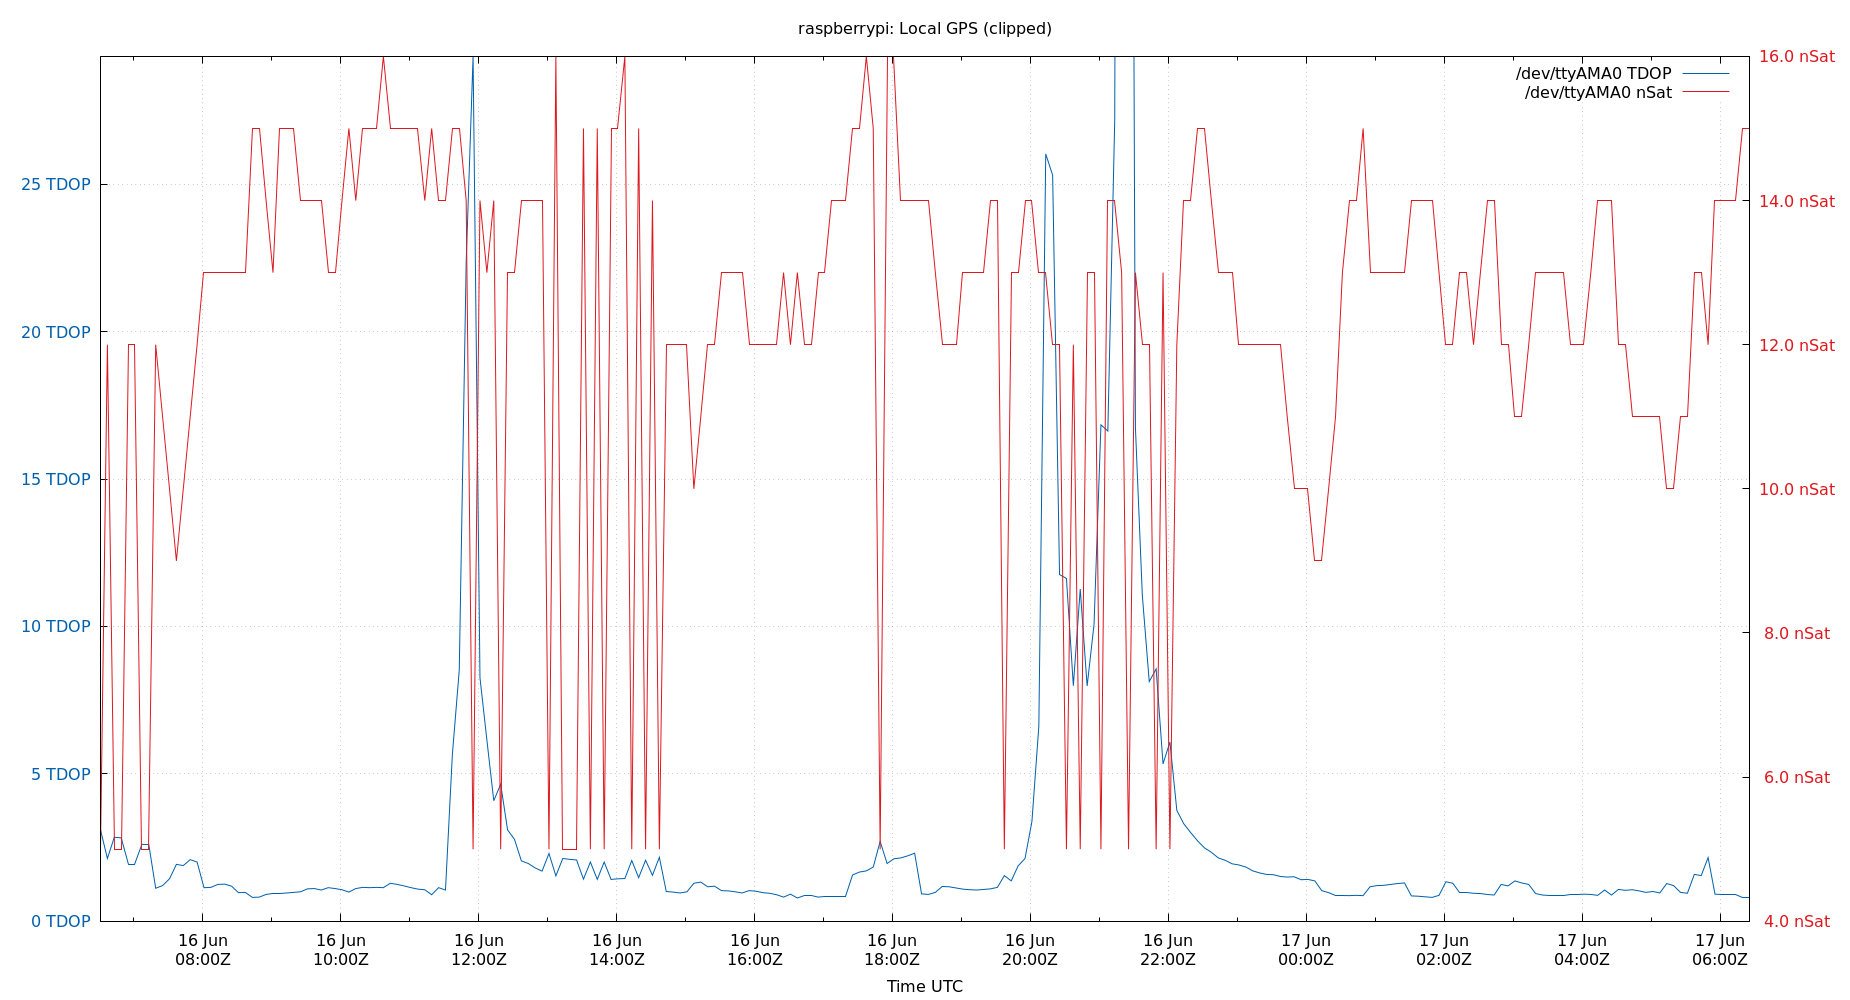 raspberrypi: Local GPS (clipped)
16.0 nSat
/dev/ttyAMA0 TDOP
/dev/ttyAMA0 nSat
15 TDOP
20 TDOP
25 TDOP
10 TDOP
5 TDOP
0 TDOP
14.0 nSat
12.0 nSat
10.0 nSat
8.0 nSat
6.0 nSat
4.0 nSat
16 Jun
08:00Z
16 Jun
10:00Z
16 Jun
12:00Z
16 Jun
14:00Z
16 Jun
16:00Z
16 Jun
18:00Z
16 Jun
20:00Z
16 Jun
22:00Z
17 Jun
00:00Z
17 Jun
02:00Z
17 Jun
04:00Z
17 Jun
06:00Z
Time UTC